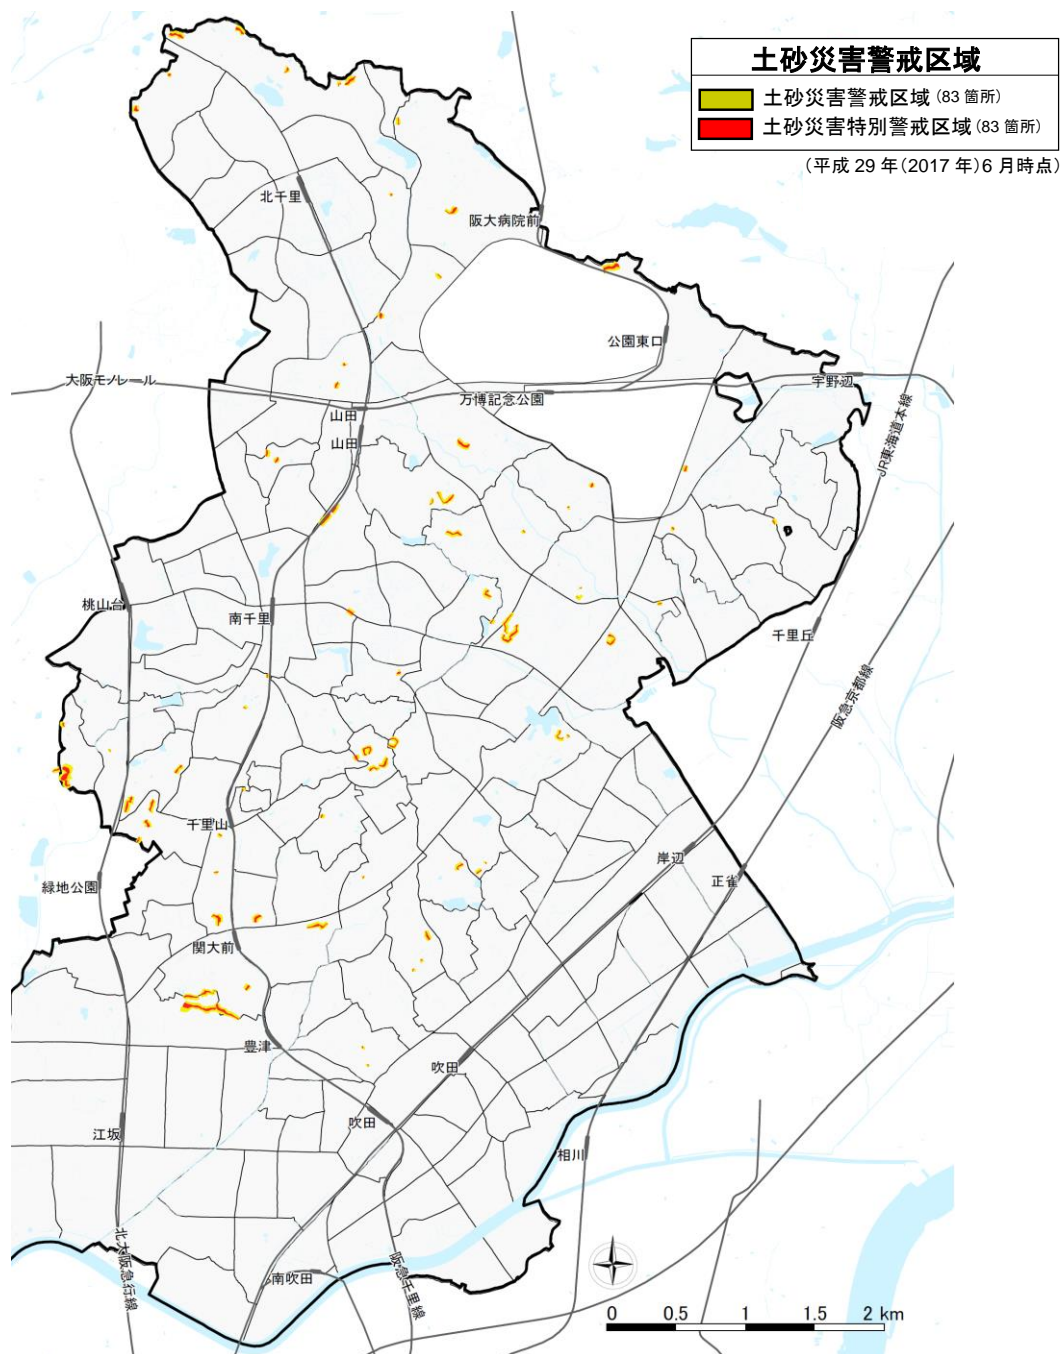 土砂災害警戒区域
土砂災害警戒区域(83 箇所)
土砂災害特別警戒区域(83 箇所)
(平成 29 年(2017 年)6 月時点)
北千里
阪大病院前
公園東口
大阪モノレール
万博記念公園
宇野辺
山田
山田
JR東海道本線
桃山台
南千里
千里丘
阪急京都線
千里山
岸辺
正雀
緑地公園
関大前
豊津
吹田
吹田
江坂
相川
北大阪急行線
阪急千里線
南吹田
0 0.5 1 1.5 2 km